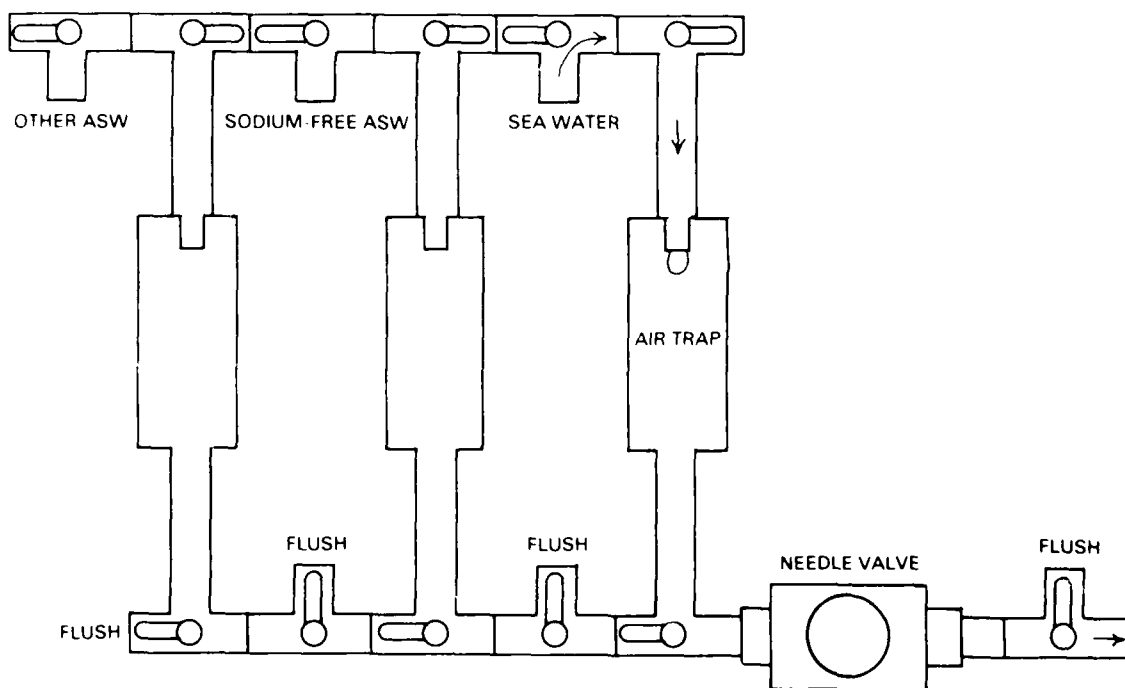 OTHER ASW
SODIUM-FREE ASW
SEA WATER
AIR TRAP
FLUSH
FLUSH
NEEDLE VALVE
FLUSH
FLUSH